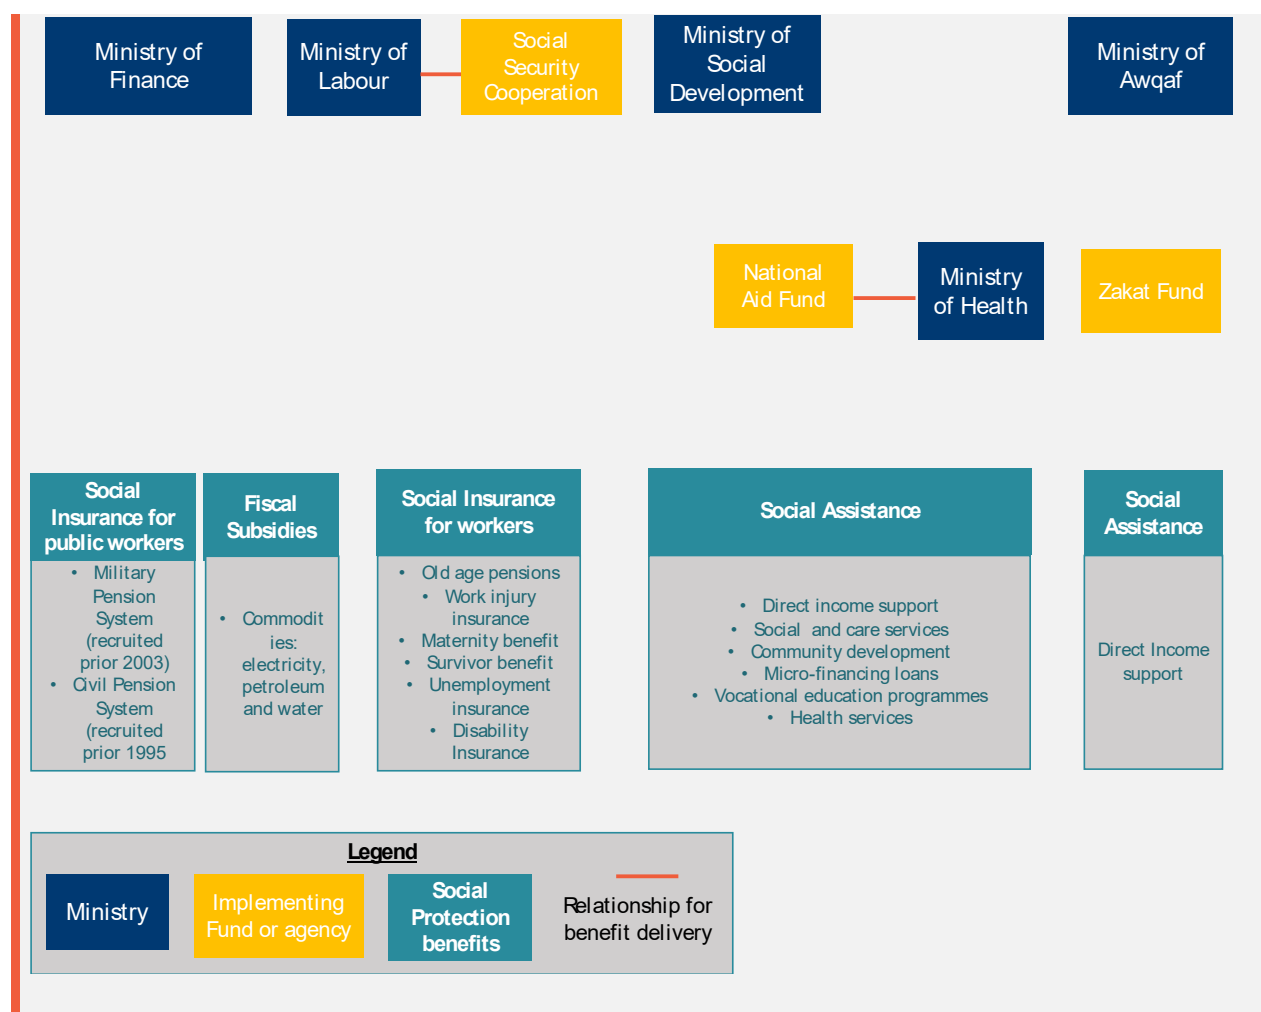 Ministry of
Finance
Ministry of
Labour
Social
Security
Cooperation
Ministry of
Social
Development
Ministry of
Awqaf
National
Aid Fund
Ministry
of Health
Zakat Fund
Social
Insurance for
public workers
• Military
Pension
System
(recruited
prior 2003)
• Civil Pension
System
(recruited
prior 1995
Fiscal
Subsidies
• Commodit
ies:
electricity,
petroleum
and water
Social Insurance
for workers
• Old age pensions
• Work injury
insurance
• Maternity benefit
• Survivor benefit
• Unemployment
insurance
• Disability
Insurance
Social Assistance
• Direct income support
• Social and care services
• Community development
• Micro-financing loans
• Vocational education programmes
• Health services
Social
Assistance
Direct Income
support
Legend
Ministry
Implementing
Fund or agency
Social
Protection
benefits
Relationship for
benefit delivery